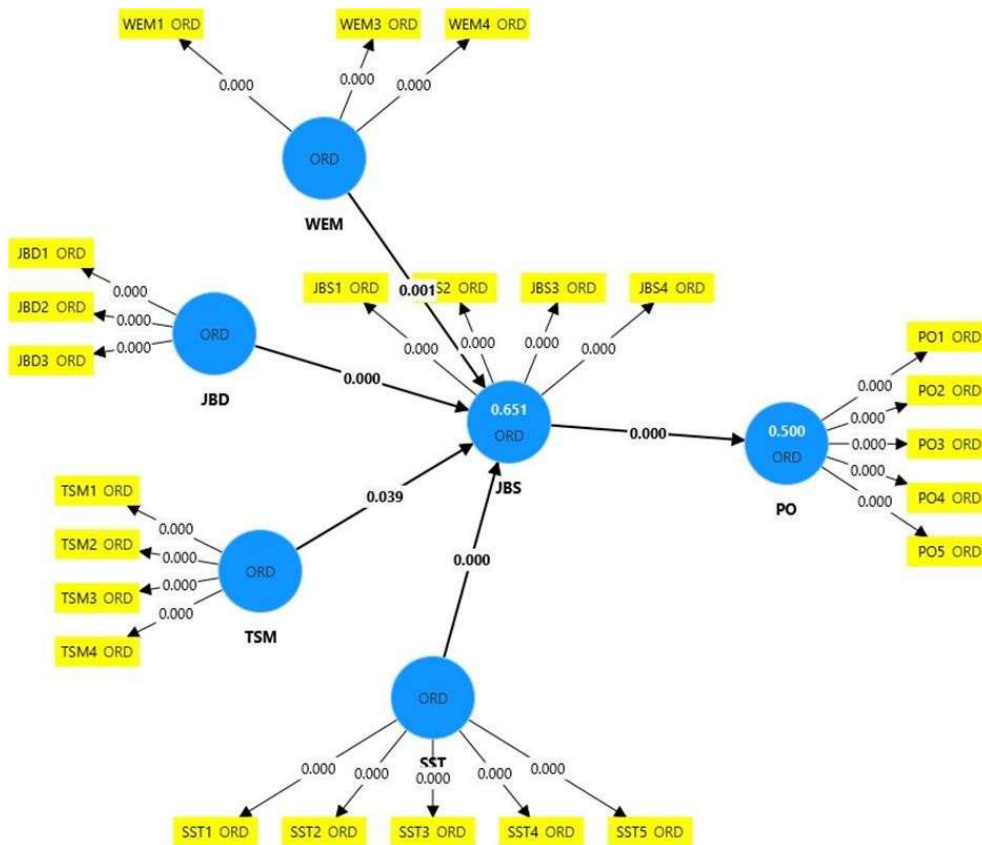 WEM1 ORD
WEM3 ORD
WEM4 ORD
0.000
0.000
0.000
ORD
WEM
JBD1 ORD
JBD2 ORD
JBD3 ORD
0.000
0.000
0.000
ORD
JBD
JBS1 ORD
S2 ORD
JBS3 ORD
JBS4 ORD
0.001
0.000
0.000
0.000
0.000
0.000
0.651
ORD
JBS
0.000
0.500
ORD
PO
PO1 ORD
PO2 ORD
PO3 ORD
PO4 ORD
PO5 ORD
0.000
0.000
0.000
0.000
0.000
TSM1 ORD
TSM2 ORD
TSM3 ORD
TSM4 ORD
0.000
0.000
0.000
0.000
ORD
TSM
0.039
0.000
ORD
SST
0.000
0.000
0.000
0.000
0.000
SST1 ORD
SST2 ORD
SST3 ORD
SST4 ORD
SST5 ORD